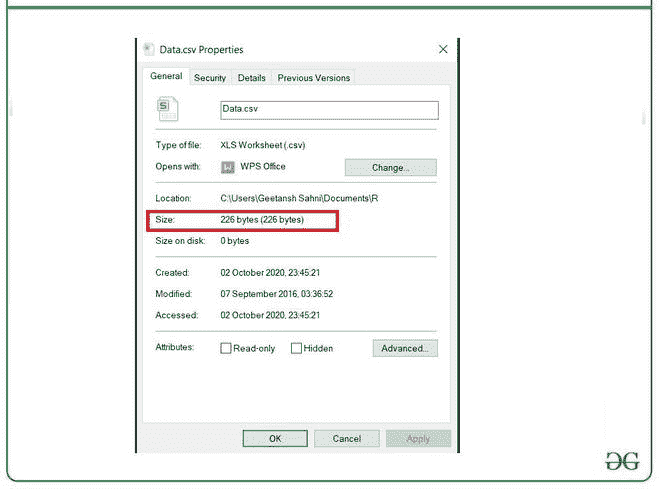 Data.csv Properties
General Security Details Previous Versions
Data.csv
Type of file: XLS Worksheet (.csv)
Opens with: WPS Office Change...
Location: C:\Users\Geetansh Sahni\Documents\R
Size: 226 bytes (226 bytes)
Size on disk: 0 bytes
Created: 02 October 2020, 23:45:21
Modified: 07 September 2016, 03:36:52
Accessed: 02 October 2020, 23:45:21
Attributes: Read-only Hidden Advanced...
OK Cancel Apply